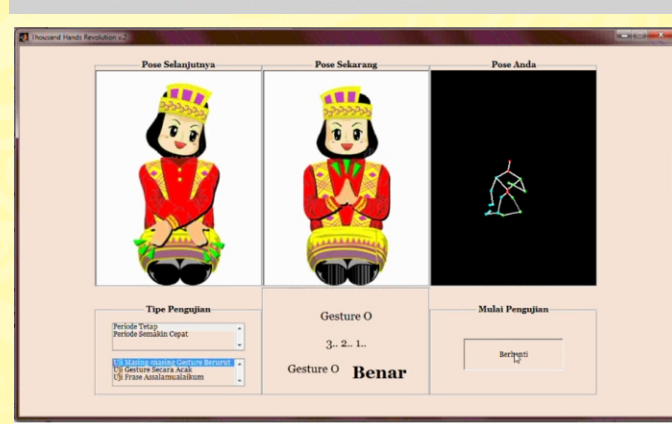 Thousand Hands Revolution v.2
Pose Selanjutnya
Pose Sekarang
Pose Anda
Tipe Pengujian
Periode Tetap
Periode Semakin Cepat
Uji Masing-masing Gesture Berurut
Uji Gesture Secara Acak
Uji Frase Assalamualaikum
Gesture O
3.. 2.. 1..
Gesture O Benar
Mulai Pengujian
Berhenti